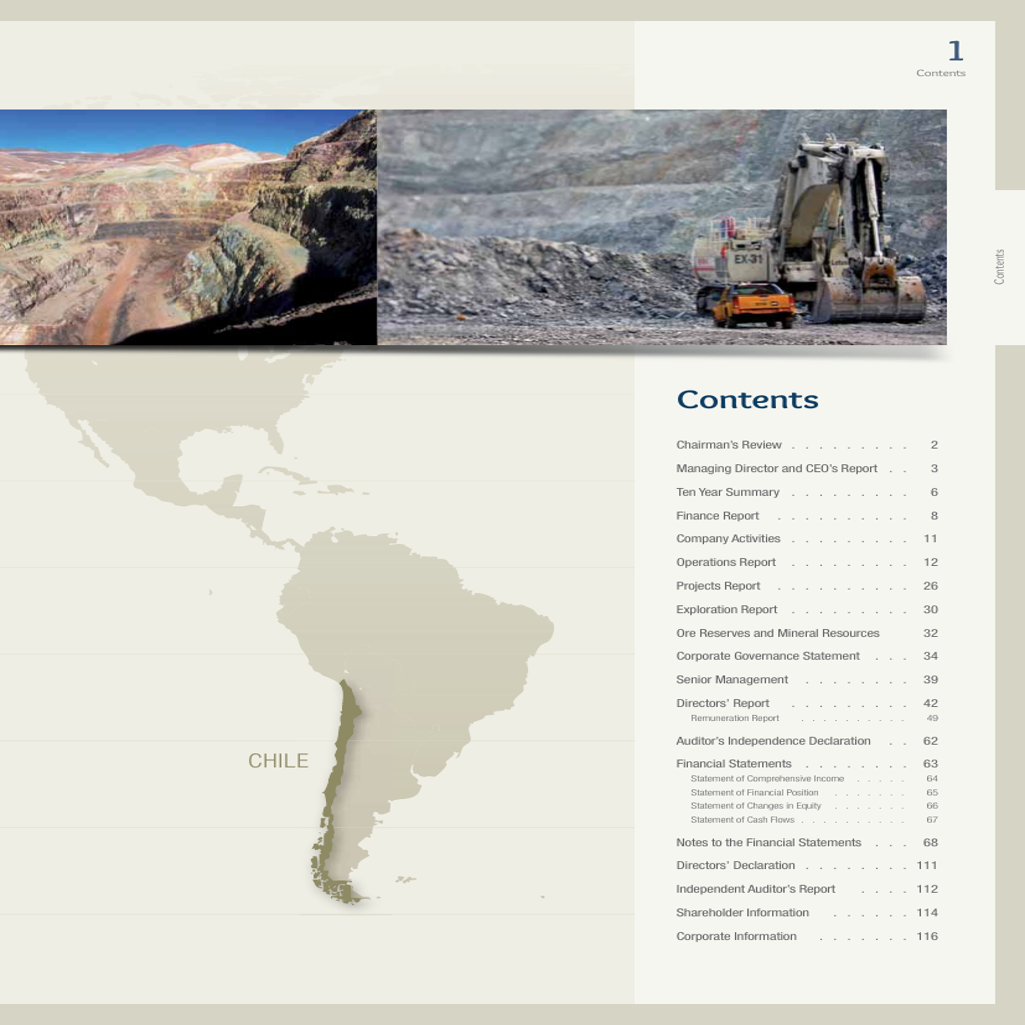 1
Contents
EX-31
Contents
Contents
Chairman's Review . . . . . . . . . 2
Managing Director and CEO's Report . . 3
Ten Year Summary . . . . . . . . . 6
Finance Report . . . . . . . . . . 8
Company Activities . . . . . . . . . 11
Operations Report . . . . . . . . . 12
Projects Report . . . . . . . . . . 26
Exploration Report . . . . . . . . . 30
Ore Reserves and Mineral Resources 32
Corporate Governance Statement . . . 34
Senior Management . . . . . . . . 39
Directors' Report . . . . . . . . . 42
Remuneration Report . . . . . . . . . . 49
Auditor's Independence Declaration . . 62
Financial Statements . . . . . . . . 63
Statement of Comprehensive Income . . . . . 64
Statement of Financial Position . . . . . . . 65
Statement of Changes in Equity . . . . . . . 66
Statement of Cash Flows . . . . . . . . . . 67
Notes to the Financial Statements . . . 68
Directors' Declaration . . . . . . . . 111
Independent Auditor's Report . . . . 112
Shareholder Information . . . . . . 114
Corporate Information . . . . . . . 116
CHILE